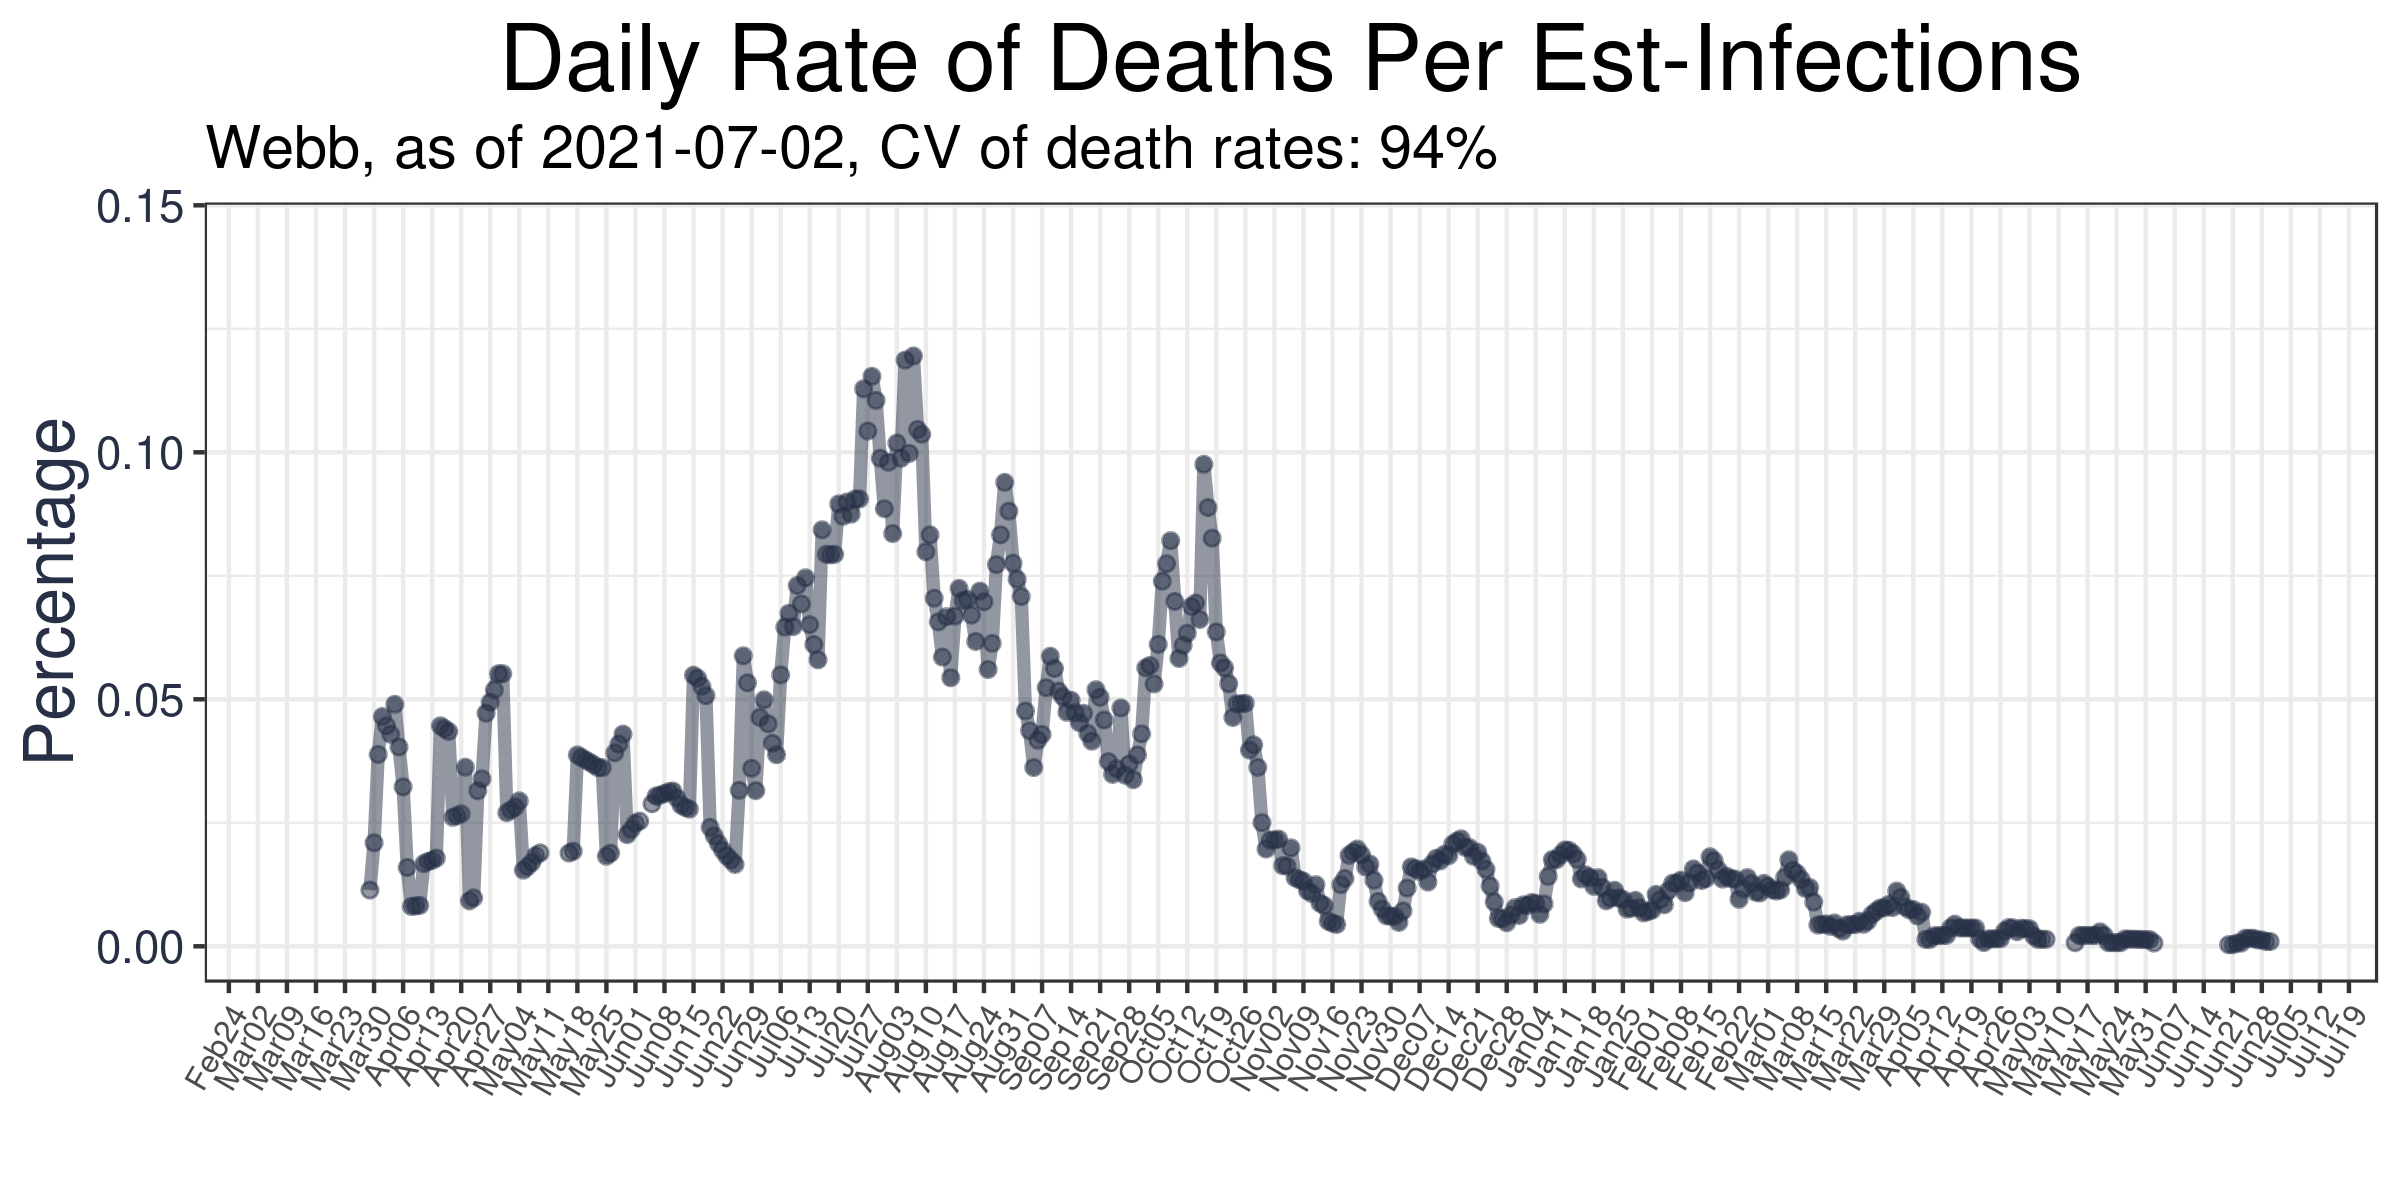 Daily Rate of Deaths Per Est-Infections
Webb, as of 2021-07-02, CV of death rates: 94%
Percentage
0.15
0.10
0.05
0.00
Feb24
Mar02
Mar09
Mar16
Mar23
Mar30
Apr06
Apr13
Apr20
Apr27
May04
May11
May18
May25
Jun01
Jun08
Jun15
Jun22
Jun29
Jul06
Jul13
Jul20
Jul27
Aug03
Aug10
Aug17
Aug24
Aug31
Sep07
Sep14
Sep21
Sep28
Oct05
Oct12
Oct19
Oct26
Nov02
Nov09
Nov16
Nov23
Nov30
Dec07
Dec14
Dec21
Dec28
Jan04
Jan11
Jan18
Jan25
Feb01
Feb08
Feb15
Feb22
Mar01
Mar08
Mar15
Mar22
Mar29
Apr05
Apr12
Apr19
Apr26
May03
May10
May17
May24
May31
Jun07
Jun14
Jun21
Jun28
Jul05
Jul12
Jul19